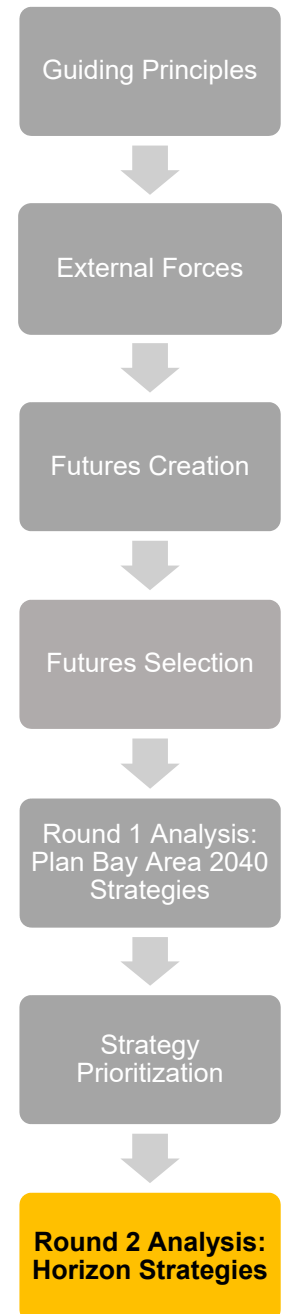 Guiding Principles
External Forces
Futures Creation
Futures Selection
Round 1 Analysis:
Plan Bay Area 2040
Strategies
Strategy
Prioritization
Round 2 Analysis:
Horizon Strategies